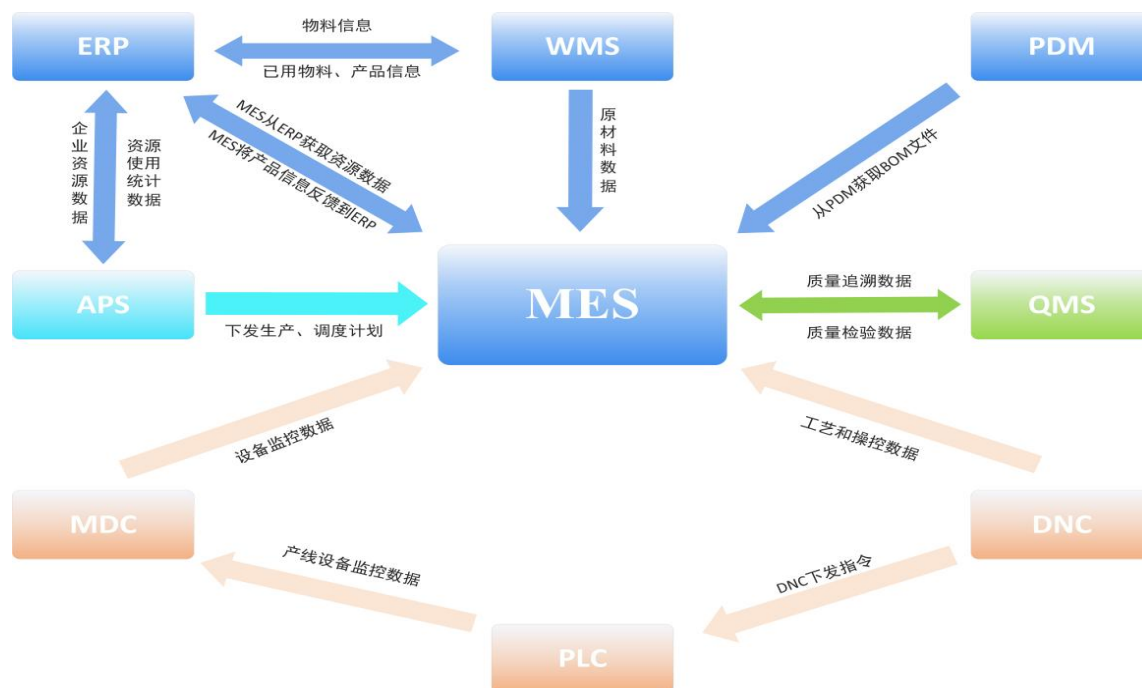 ERP
物料信息
WMS
PDM
已用物料、产品信息
企业资源数据
资源使用统计数据
MES从ERP获取资源数据
MES将产品信息反馈到ERP
原材料数据
从PDM获取BOM文件
APS
下发生产、调度计划
MES
质量追溯数据
质量检验数据
QMS
设备监控数据
工艺和操控数据
MDC
DNC
产线设备监控数据
DNC下发指令
PLC